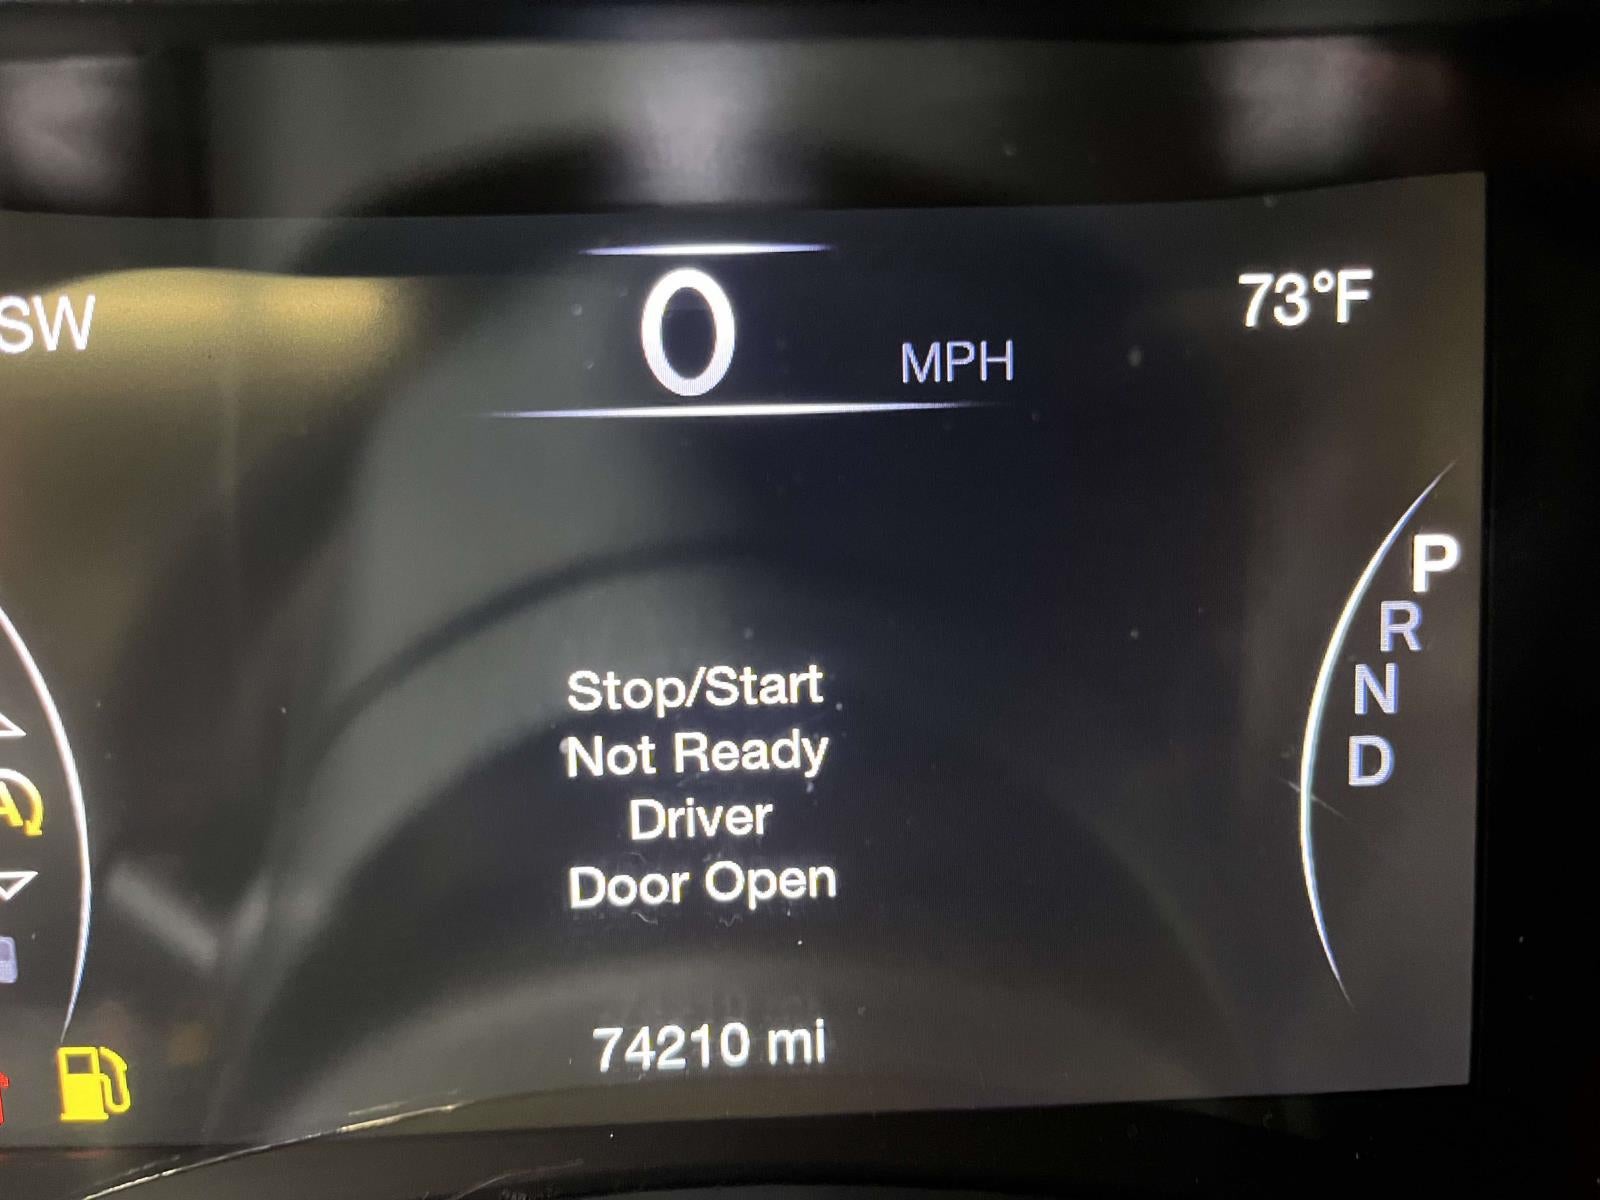 SW
0
MPH
73°F
P
R
N
D
Stop/Start
Not Ready
Driver
Door Open
A
74210 mi